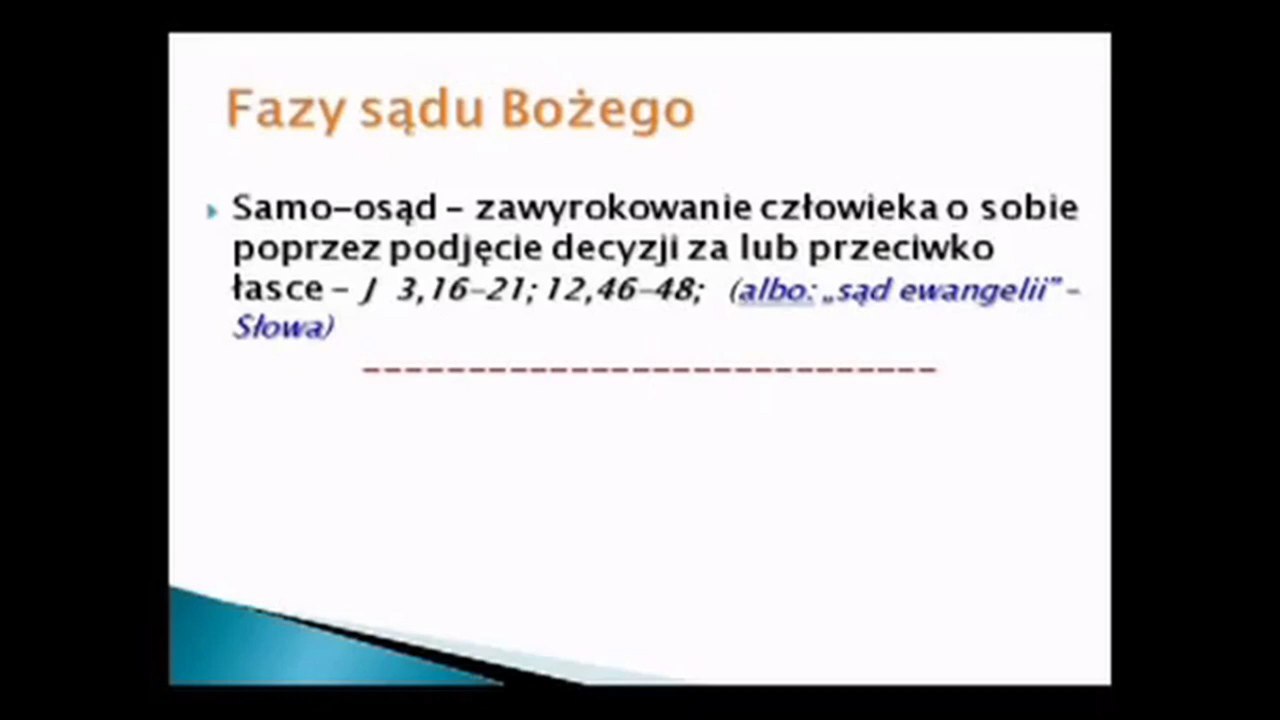 Fazy sądu Bożego
Samo-osąd – zawyrokowanie człowieka o sobie
poprzez podjęcie decyzji za lub przeciwko
łasce – J 3,16-21; 12,46-48; (albo: „sąd ewangelii” –
Słowa)
----------------------------